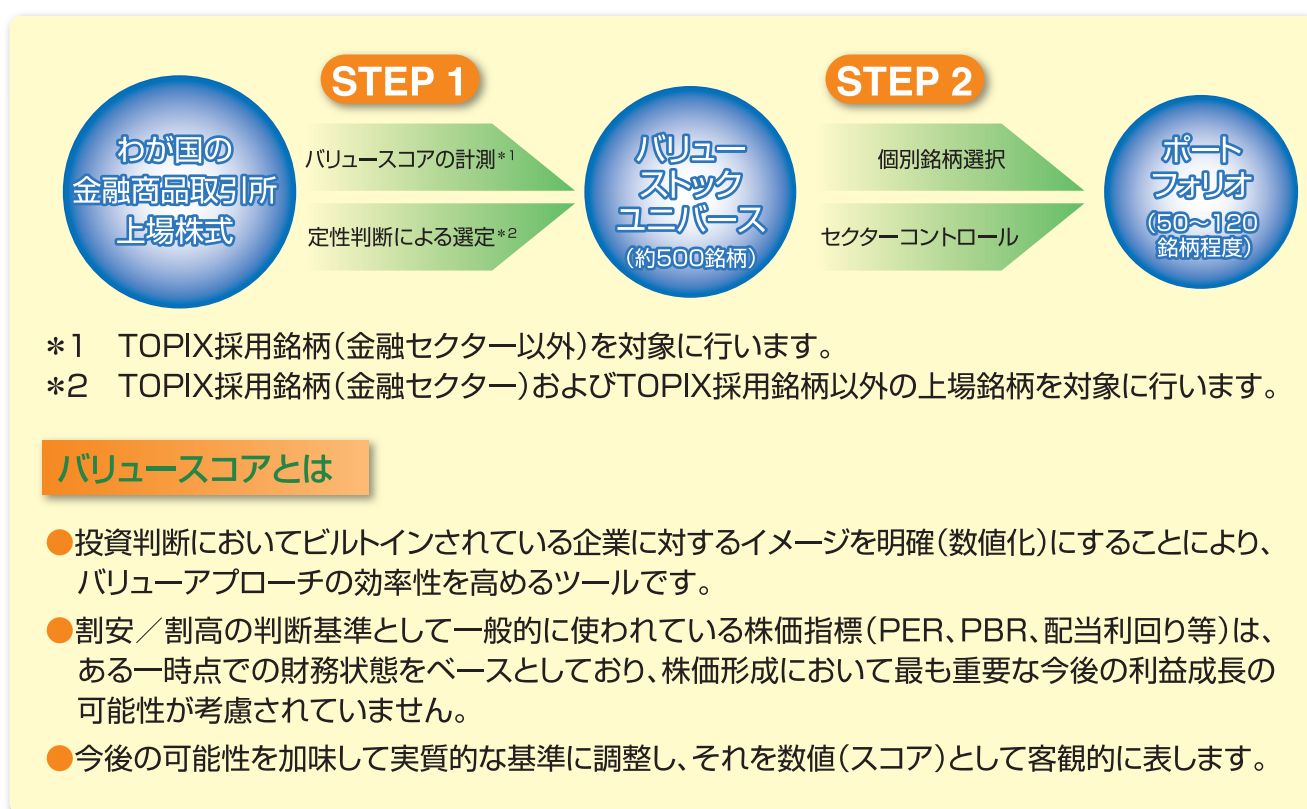 STEP 1
STEP 2
わが国の
金融商品取引所
上場株式
バリュースコアの計測*1
定性判断による選定*2
バリュー
ストック
ユニバース
(約500銘柄)
個別銘柄選択
セクターコントロール
ポート
フォリオ
(50〜120
銘柄程度)
*1 TOPIX採用銘柄(金融セクター以外)を対象に行います。
*2 TOPIX採用銘柄(金融セクター)およびTOPIX採用銘柄以外の上場銘柄を対象に行います。
バリュースコアとは
●投資判断においてビルトインされている企業に対するイメージを明確(数値化)にすることにより、
バリューアプローチの効率性を高めるツールです。
●割安/割高の判断基準として一般的に使われている株価指標(PER、PBR、配当利回り等)は、
ある一時点での財務状態をベースとしており、株価形成において最も重要な今後の利益成長の
可能性が考慮されていません。
●今後の可能性を加味して実質的な基準に調整し、それを数値(スコア)として客観的に表します。